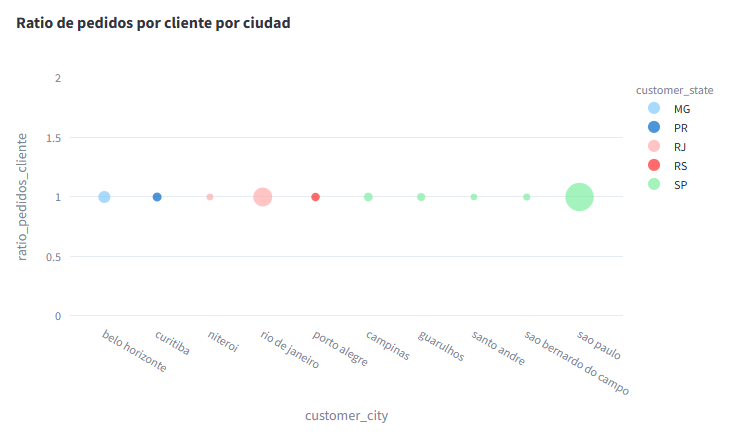 Ratio de pedidos por cliente por ciudad
2
1.5
1
0.5
0
ratio_pedidos_cliente
belo horizonte
curitiba
niteroi
rio de janeiro
porto alegre
campinas
guarulhos
santo andre
sao bernardo do campo
sao paulo
customer_city
customer_state
MG
PR
RJ
RS
SP